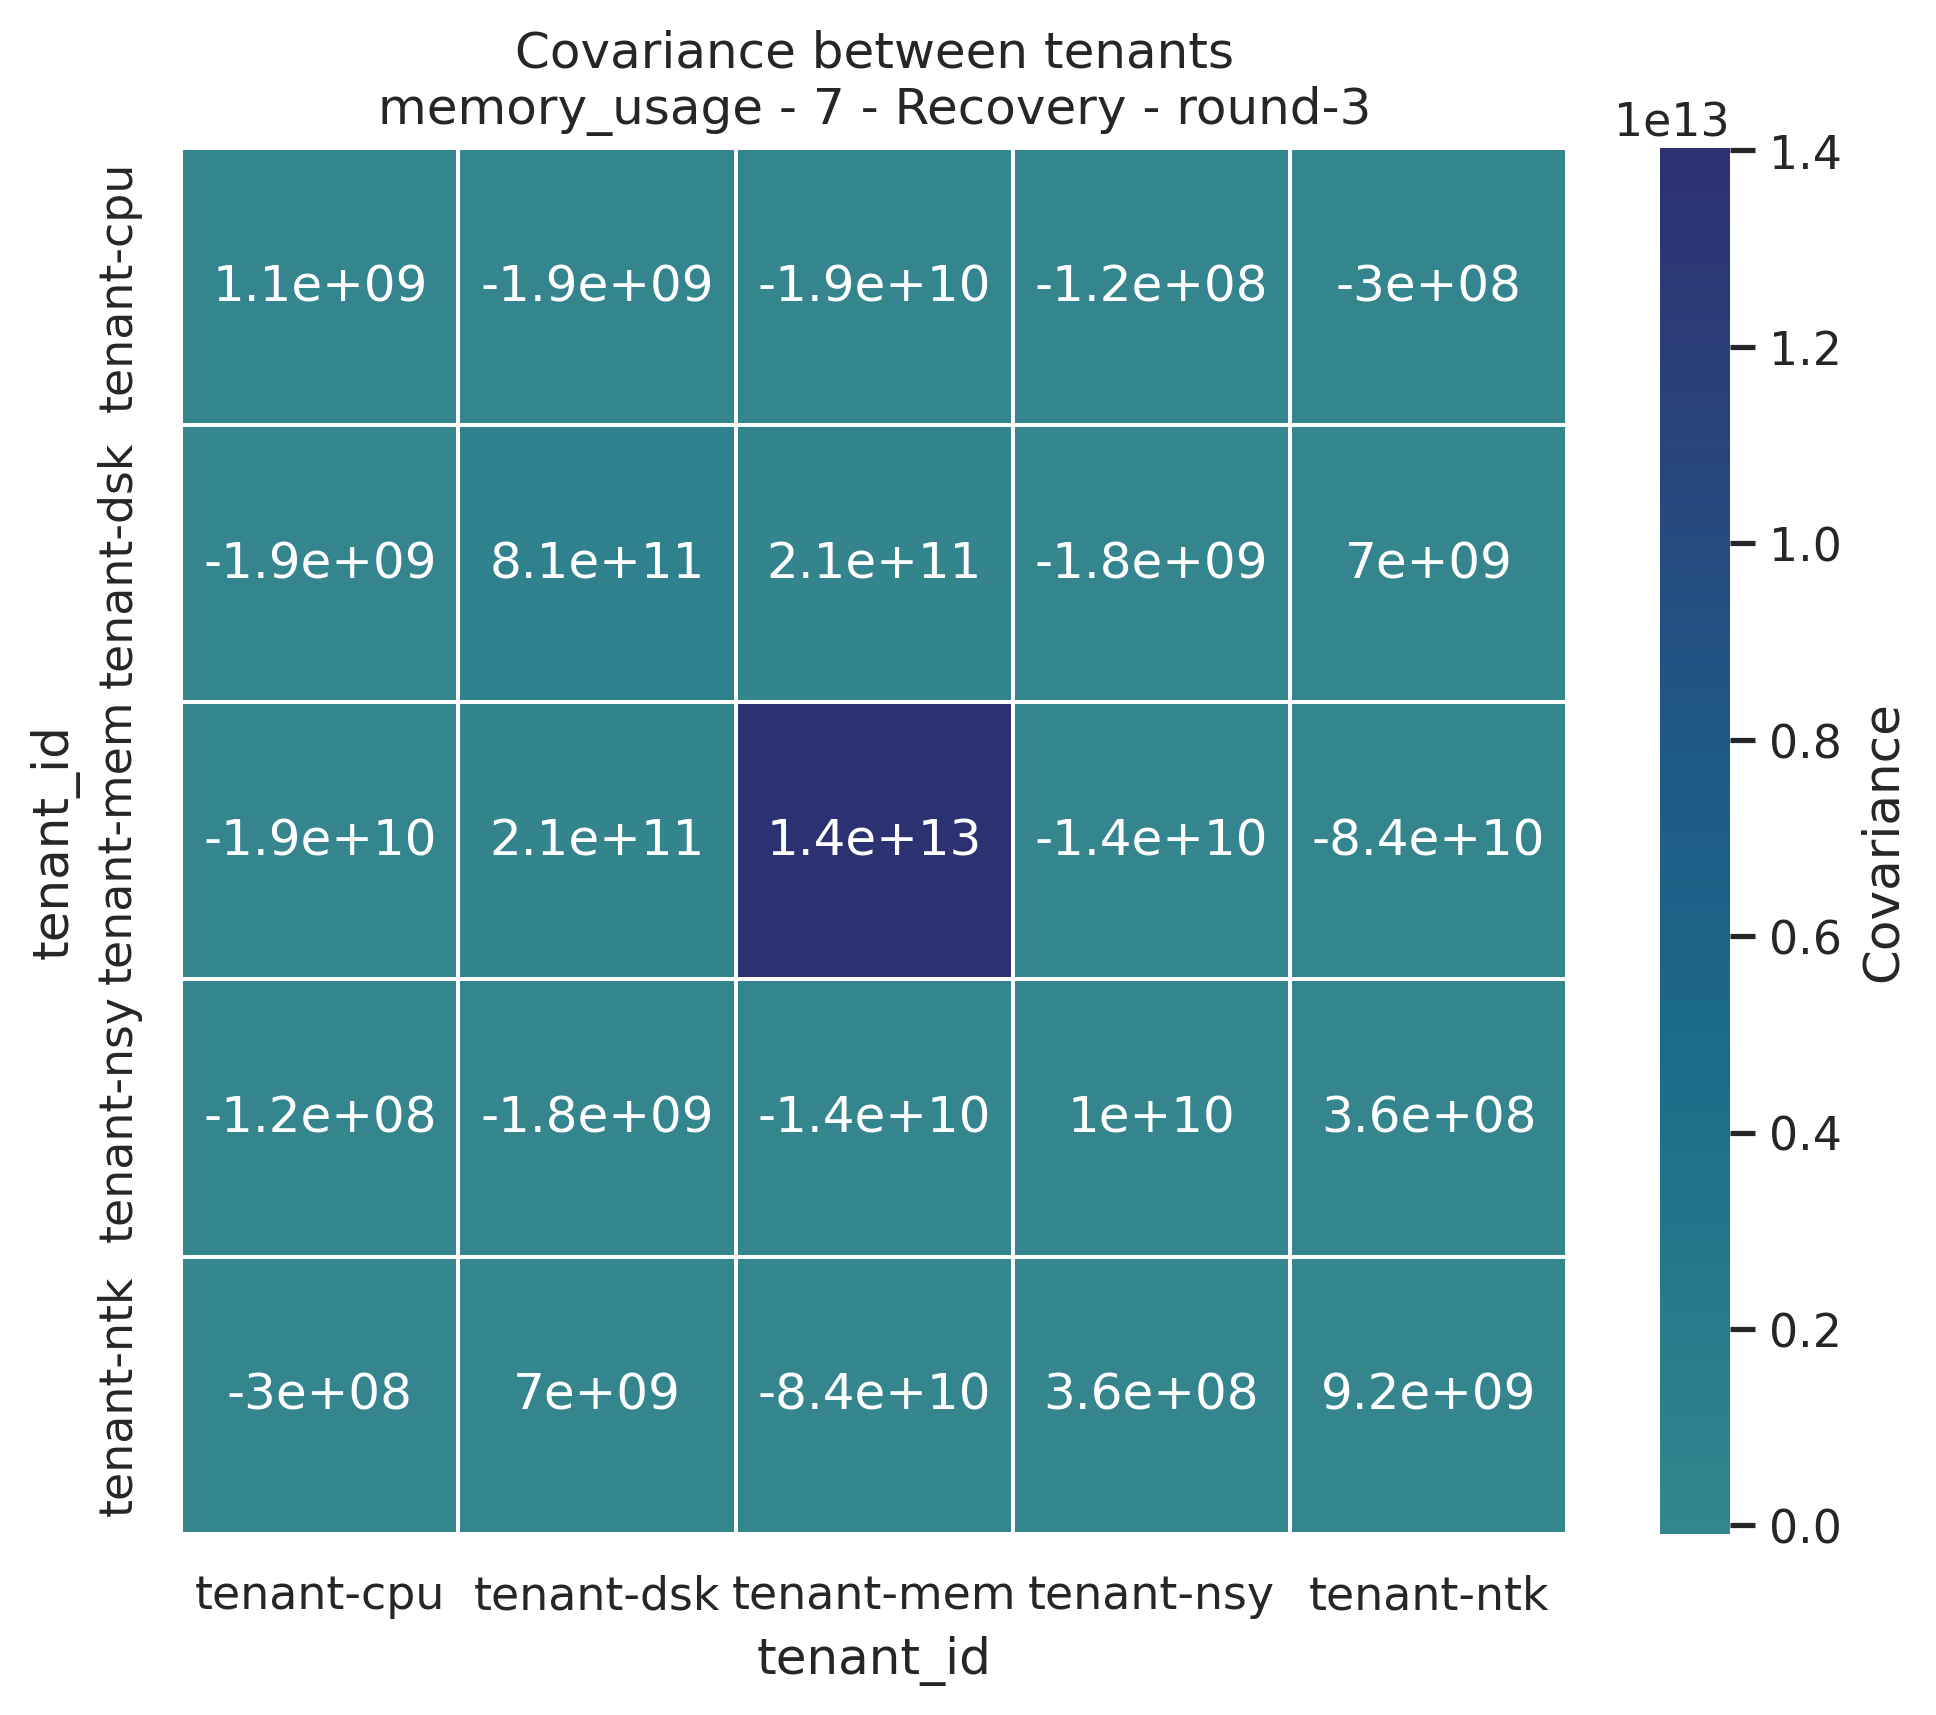 Covariance between tenants
memory_usage - 7 - Recovery - round-3
1e13
tenant-cpu
1.1e+09 -1.9e+09 -1.9e+10 -1.2e+08 -3e+08
tenant-dsk
-1.9e+09 8.1e+11 2.1e+11 -1.8e+09 7e+09
tenant-mem
-1.9e+10 2.1e+11 1.4e+13 -1.4e+10 -8.4e+10
tenant-nsy
-1.2e+08 -1.8e+09 -1.4e+10 1e+10 3.6e+08
tenant-ntk
-3e+08 7e+09 -8.4e+10 3.6e+08 9.2e+09
tenant_id
tenant-cpu tenant-dsk tenant-mem tenant-nsy tenant-ntk
tenant_id
1.4
1.2
1.0
0.8
0.6
0.4
0.2
0.0
Covariance